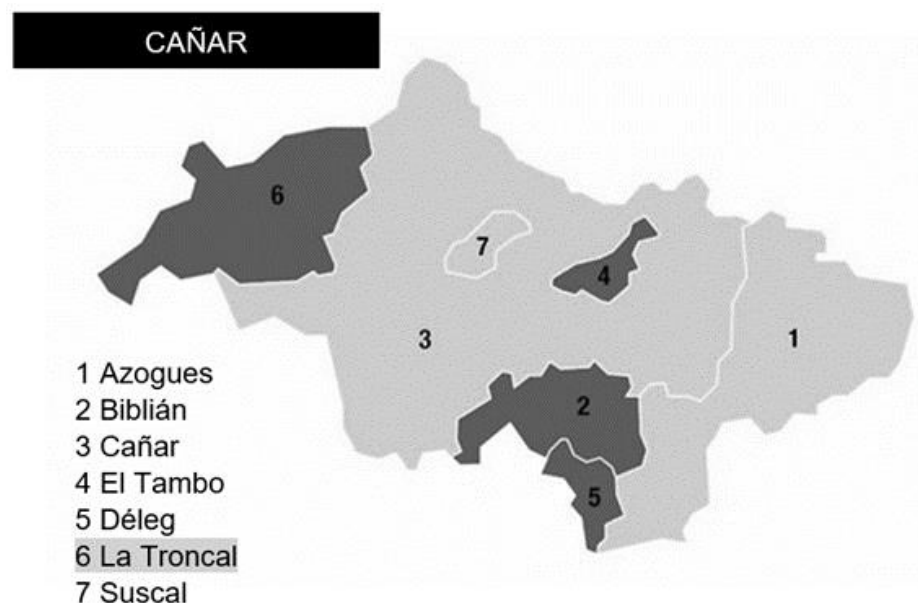 CAÑAR
6
7
4
3
1
2
5
1 Azogues
2 Biblián
3 Cañar
4 El Tambo
5 Déleg
6 La Troncal
7 Suscal